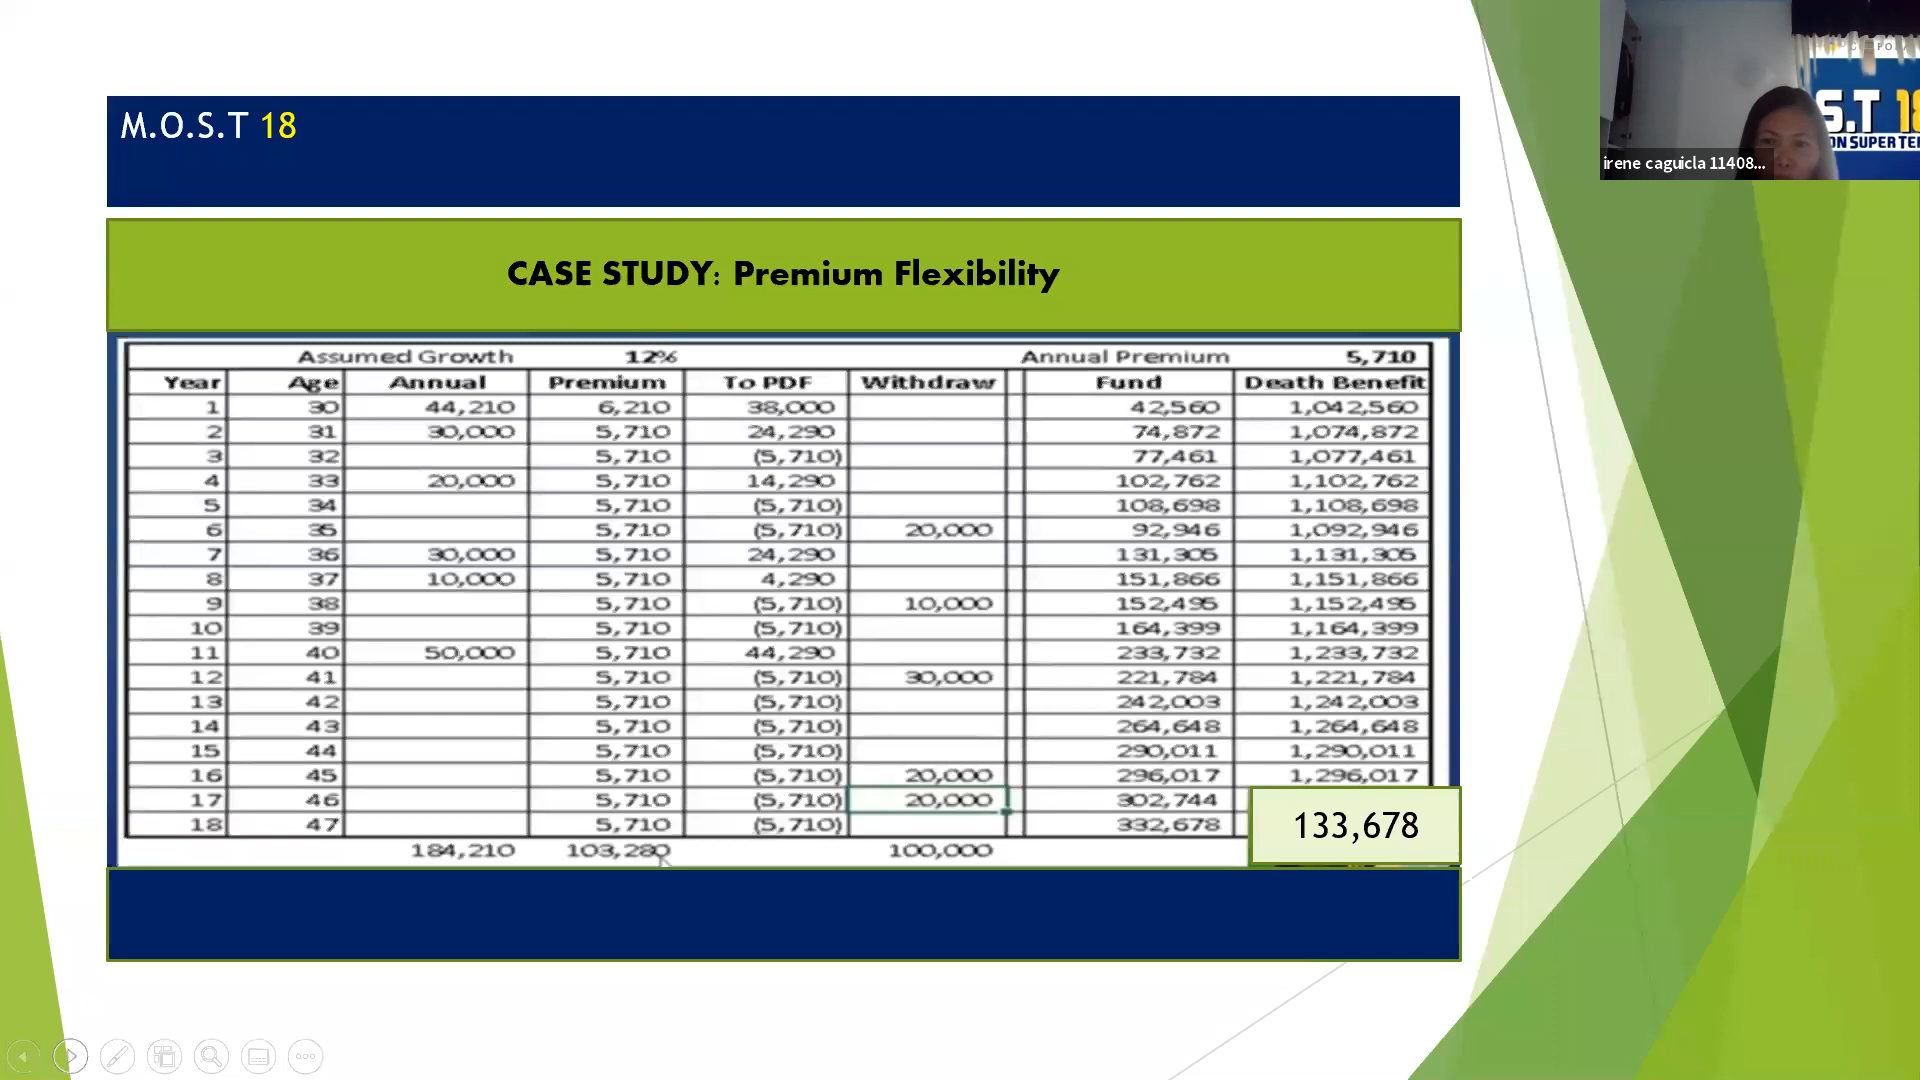 M.O.S.T 18
S.T 18
ON SUPER TE
irene caguicla 11408...
CASE STUDY: Premium Flexibility
Assumed Growth 12% Annual Premium 5,710
Year Age Annual Premium To PDF Withdraw Fund Death Benefit
1 30 44,210 6,210 38,000 42,560 1,042,560
2 31 30,000 5,710 24,290 74,872 1,074,872
3 32 5,710 (5,710) 77,461 1,077,461
4 33 20,000 5,710 14,290 102,762 1,102,762
5 34 5,710 (5,710) 108,698 1,108,698
6 35 5,710 (5,710) 20,000 92,946 1,092,946
7 36 30,000 5,710 24,290 131,305 1,131,305
8 37 10,000 5,710 4,290 151,866 1,151,866
9 38 5,710 (5,710) 10,000 152,495 1,152,495
10 39 5,710 (5,710) 164,399 1,164,399
11 40 50,000 5,710 44,290 233,732 1,233,732
12 41 5,710 (5,710) 30,000 221,784 1,221,784
13 42 5,710 (5,710) 242,003 1,242,003
14 43 5,710 (5,710) 264,648 1,264,648
15 44 5,710 (5,710) 290,011 1,290,011
16 45 5,710 (5,710) 20,000 296,017 1,296,017
17 46 5,710 (5,710) 20,000 302,744
18 47 5,710 (5,710) 332,678
133,678
184,210 103,280 100,000